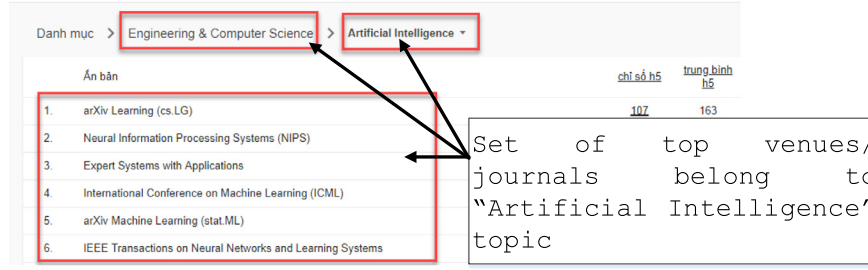 Danh mục > Engineering & Computer Science > Artificial Intelligence
Ấn bản chỉ số h5 trung bình h5
1. arXiv Learning (cs.LG) 107 163
2. Neural Information Processing Systems (NIPS)
3. Expert Systems with Applications
4. International Conference on Machine Learning (ICML)
5. arXiv Machine Learning (stat.ML)
6. IEEE Transactions on Neural Networks and Learning Systems
Set of top venues/
journals belong to
“Artificial Intelligence”
topic